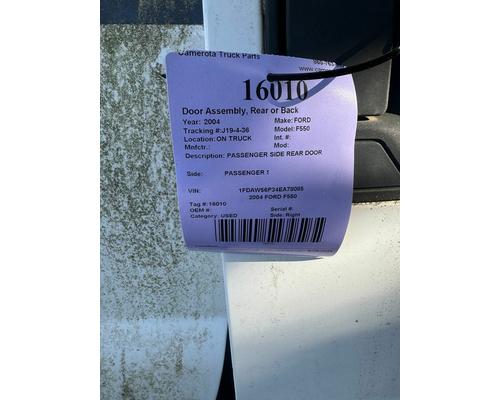 Camerota Truck Parts
16010
Door Assembly, Rear or Back
Year: 2004 Make: FORD
Tracking #:J19-4-36 Model: F550
Location: ON TRUCK Int. #:
Mnfctr.: Mod:
Description: PASSENGER SIDE REAR DOOR
Side: PASSENGER 1
VIN: 1FDAW56P34EA78085
2004 FORD F550
Tag #:16010
OEM #: Serial#:
Category: USED Side: Right